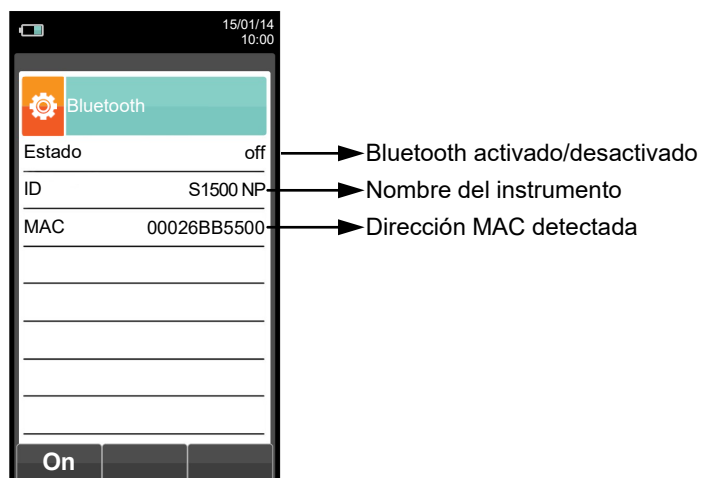 15/01/14
10:00
Bluetooth
Estado off
Bluetooth activado/desactivado
ID S1500 NP
Nombre del instrumento
MAC 00026BB5500
Dirección MAC detectada
On